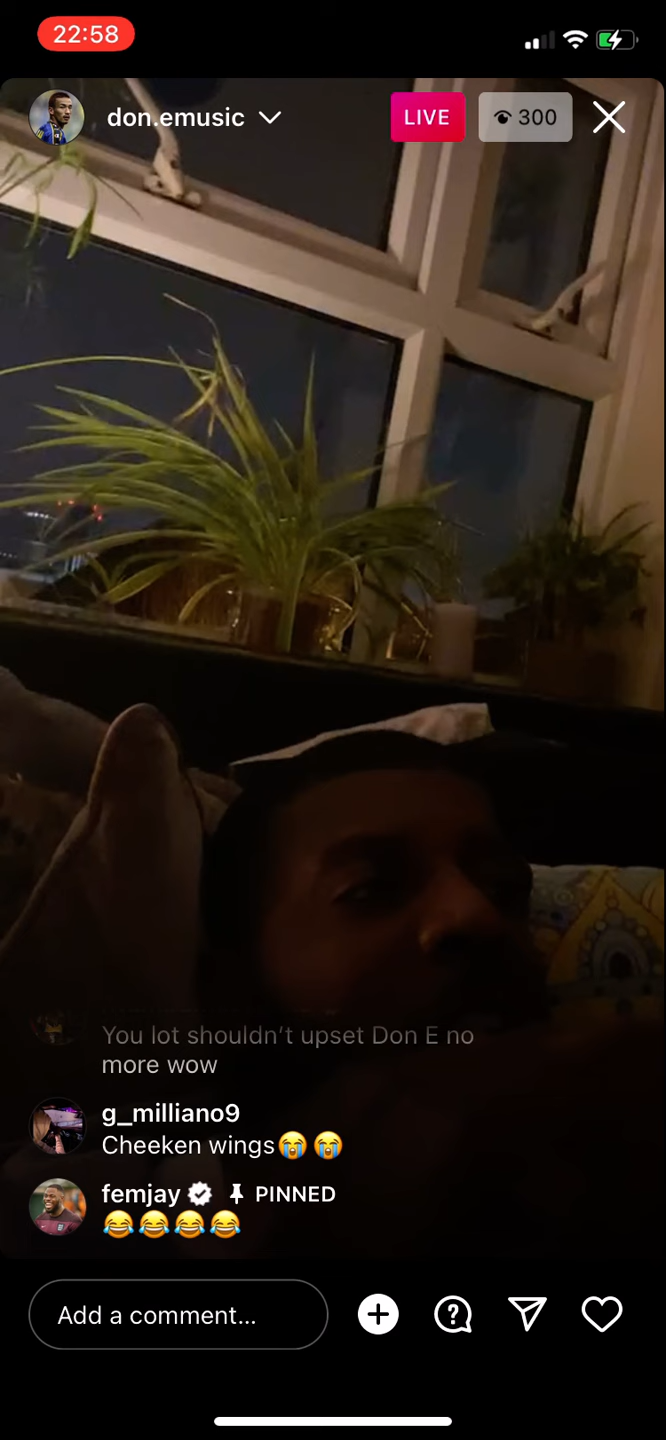 22:58
don.emusic
LIVE
300
You lot shouldn't upset Don E no
more wow
g_milliano9
Cheeken wings😭😭
femjay PINNED
😂😂😂😂
Add a comment...